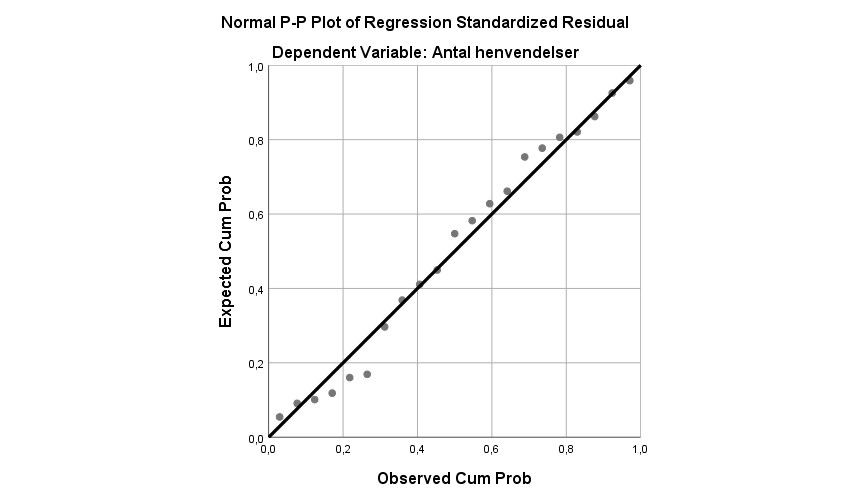 Normal P-P Plot of Regression Standardized Residual
Dependent Variable: Antal henvendelser
1,0
0,8
0,6
0,4
0,2
0,0
Expected Cum Prob
0,0 0,2 0,4 0,6 0,8 1,0
Observed Cum Prob